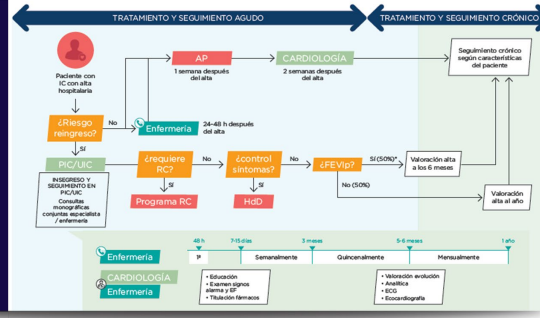 TRATAMIENTO Y SEGUIMIENTO AGUDO
TRATAMIENTO Y SEGUIMIENTO CRÓNICO
Paciente con
IC con alta
hospitalaria
AP
1 semana después
del alta
CARDIOLOGÍA
2 semanas después
del alta
Seguimiento crónico
según características
del paciente
¿Riesgo
reingreso?
No
Enfermería
24-48 h después
del alta
Sí
PIC/UIC
INSEGRESO Y
SEGUIMIENTO EN
PIC/UIC
Consultas
monográficas
conjuntas especialista
/ enfermería
¿requiere
RC?
No
¿control
síntomas?
No
¿FEVIp?
Sí (50%)*
Valoración alta
a los 6 meses
Sí
Programa RC
Sí
HdD
No (50%)
Valoración
alta al año
48 h
7-15 días
3 meses
5-6 meses
1 año
Enfermería
1ª
Semanalmente
Quincenalmente
Mensualmente
CARDIOLOGÍA
Enfermería
• Educación
• Examen signos
alarma y EF
• Titulación fármacos
• Valoración evolución
• Analítica
• ECG
• Ecocardiografía